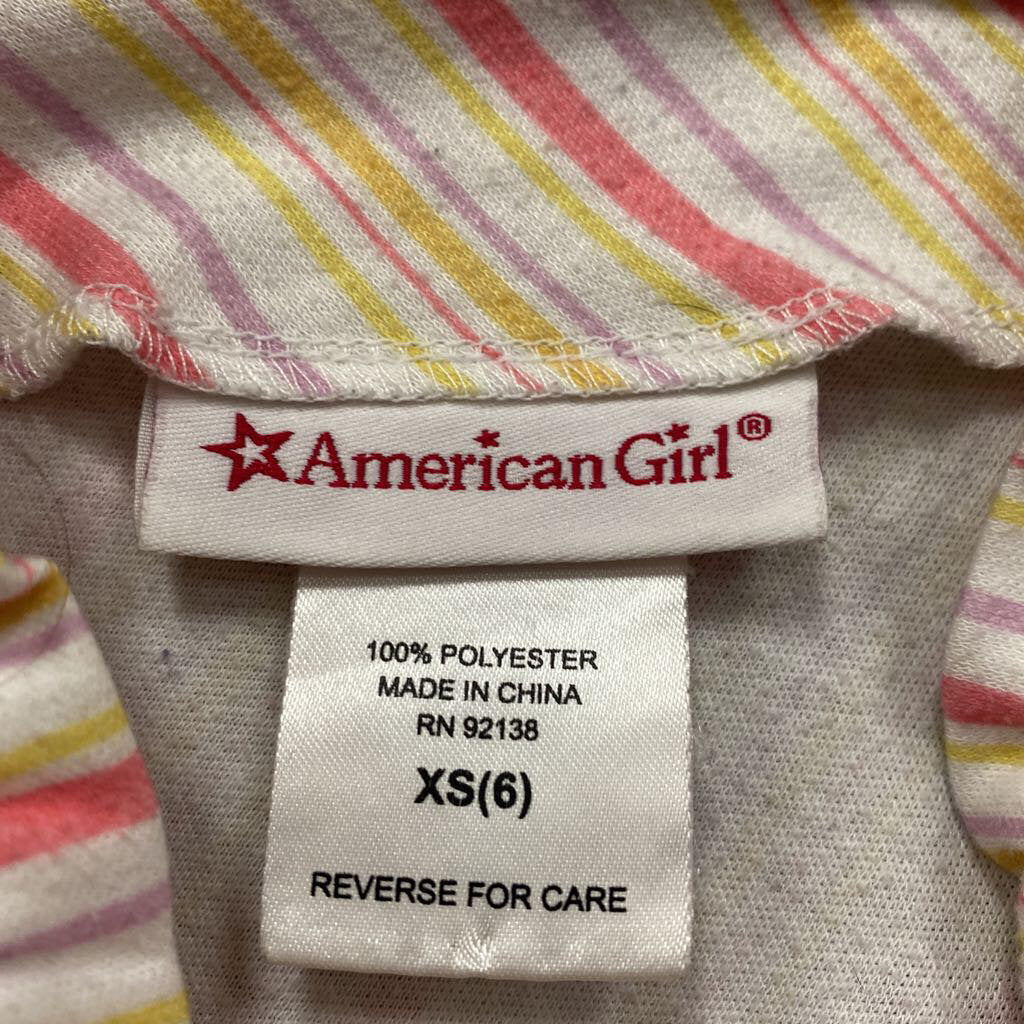 American Girl®
100% POLYESTER
MADE IN CHINA
RN 92138
XS(6)
REVERSE FOR CARE